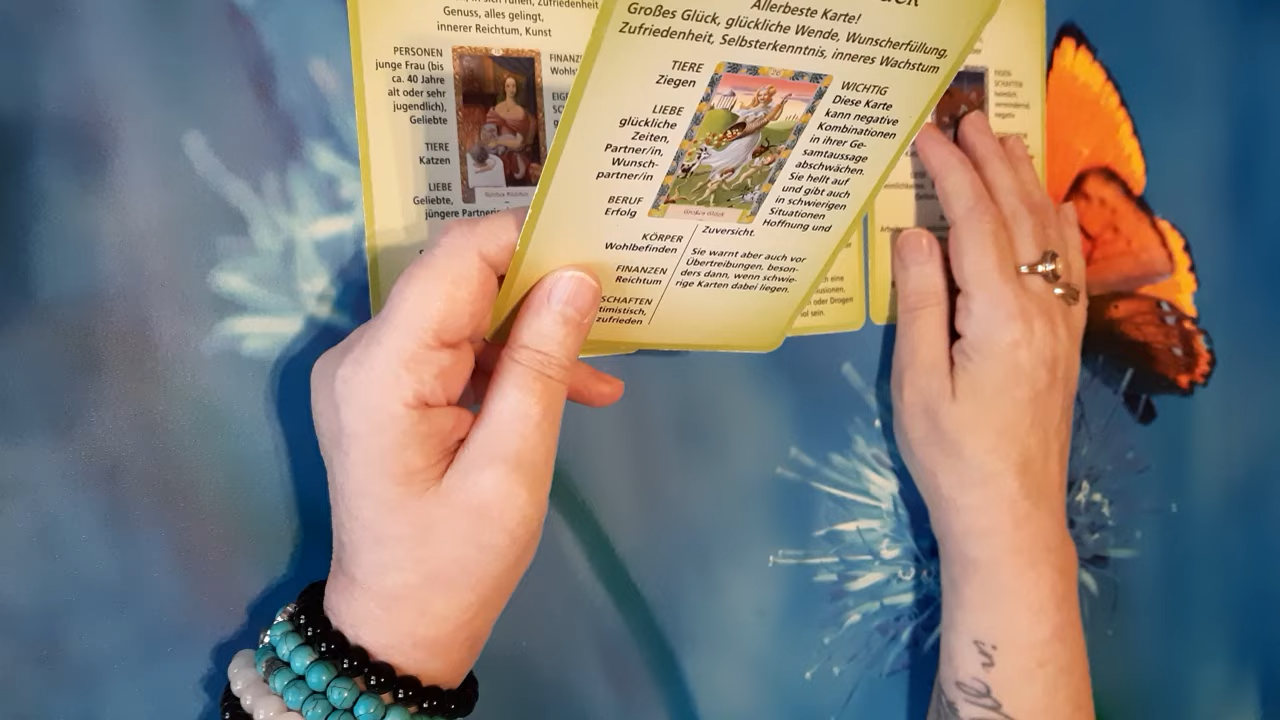 Genuss, alles gelingt,
innerer Reichtum, Kunst
PERSONEN
junge Frau (bis
ca. 40 Jahre
alt oder sehr
jugendlich),
Geliebte
TIERE
Katzen
LIEBE
Geliebte,
jüngere Partnerin
Allerbeste Karte!
Großes Glück, glückliche Wende, Wunscherfüllung,
Zufriedenheit, Selbsterkenntnis, inneres Wachstum
TIERE
Ziegen
LIEBE
glückliche
Zeiten,
Partner/in,
Wunsch-
partner/in
BERUF
Erfolg
KÖRPER
Wohlbefinden
FINANZEN
Reichtum
SCHAFTEN
timistisch,
zufrieden
Großes Glück
WICHTIG
Diese Karte
kann negative
Kombinationen
in ihrer Ge-
samtaussage
abschwächen.
Sie hellt auf
und gibt auch
in schwierigen
Situationen
Hoffnung und
Zuversicht.
Sie warnt aber auch vor
Übertreibungen, beson-
ders dann, wenn schwie-
rige Karten dabei liegen.
oder Drogen